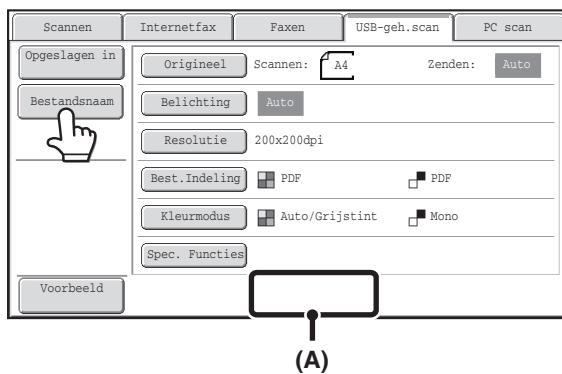 Scannen Internetfax Faxen USB-geh.scan PC scan
Opgeslagen in Origineel Scannen: A4 Zenden: Auto
Bestandsnaam Belichting Auto
Resolutie 200x200dpi
Best.Indeling PDF PDF
Kleurmodus Auto/Grijstint Mono
Spec. Functies
Voorbeeld
(A)